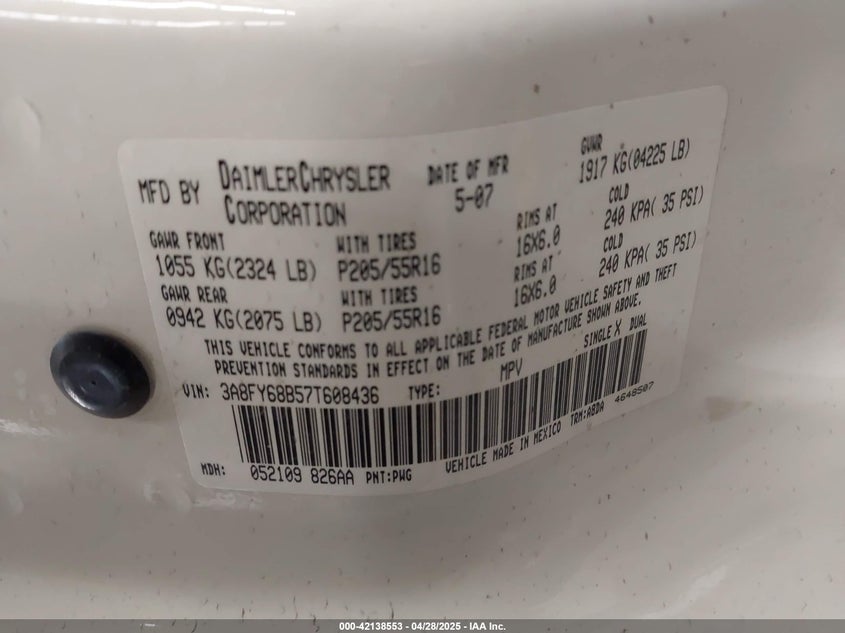 MFD BY DAIMLERCHRYSLER CORPORATION
DATE OF MFR 5-07
GVWR 1917 KG(04225 LB)
GAWR FRONT WITH TIRES RIMS AT COLD
1055 KG(2324 LB) P205/55R16 16X6.0 240 KPA( 35 PSI)
GAWR REAR WITH TIRES RIMS AT COLD
0942 KG(2075 LB) P205/55R16 16X6.0 240 KPA( 35 PSI)
THIS VEHICLE CONFORMS TO ALL APPLICABLE FEDERAL MOTOR VEHICLE SAFETY AND THEFT
PREVENTION STANDARDS IN EFFECT ON THE DATE OF MANUFACTURE SHOWN ABOVE.
VIN: 3A8FY68B57T608436 TYPE: MPV SINGLE X DUAL
MDH: 052109 826AA PNT:PWG VEHICLE MADE IN MEXICO TRM:ABDA 4648507
000-42138553 - 04/28/2025 - IAA Inc.